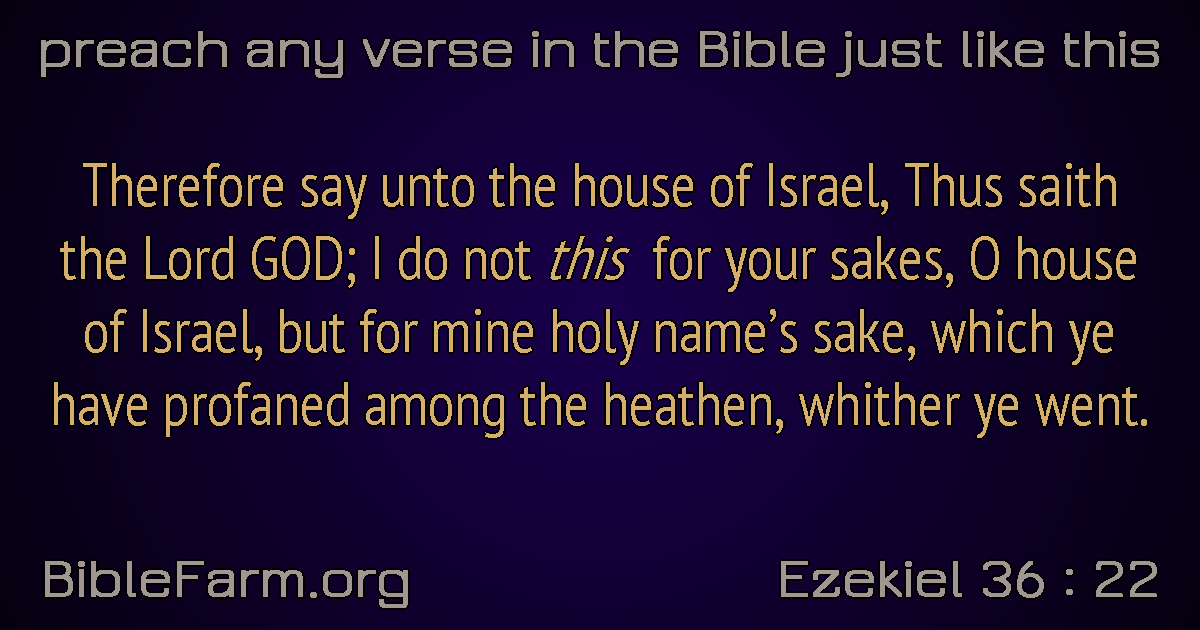 preach any verse in the Bible just like this
Therefore say unto the house of Israel, Thus saith
the Lord GOD; I do not this for your sakes, O house
of Israel, but for mine holy name’s sake, which ye
have profaned among the heathen, whither ye went.
BibleFarm.org
Ezekiel 36 : 22